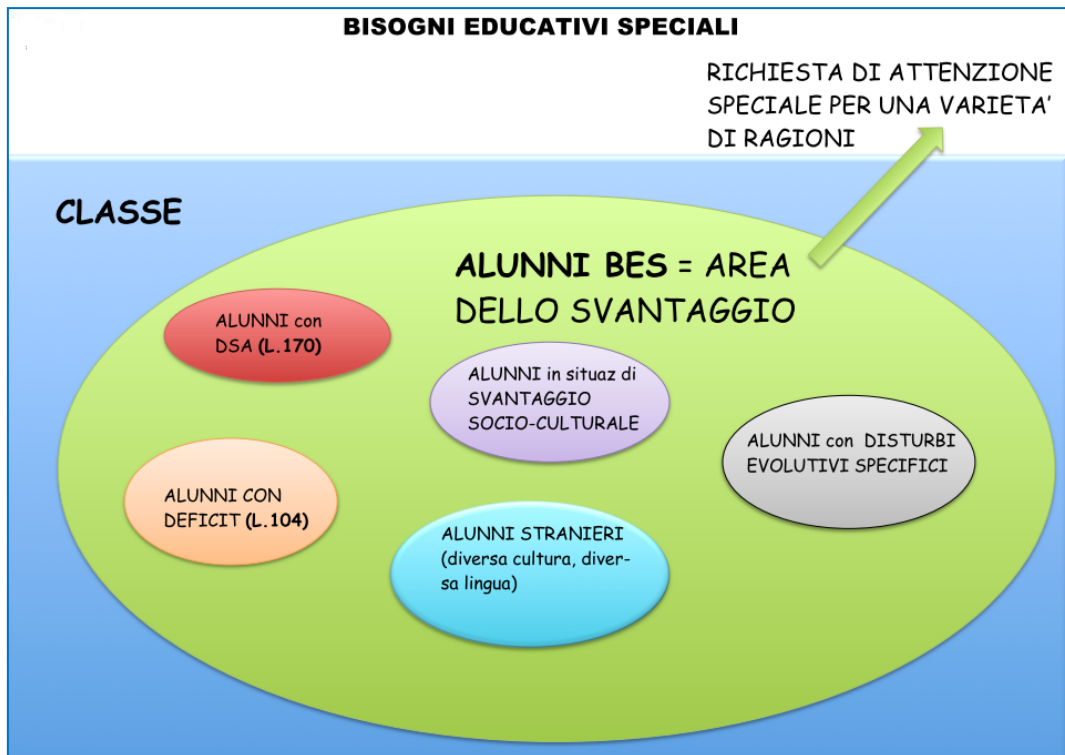 BISOGNI EDUCATIVI SPECIALI
RICHIESTA DI ATTENZIONE
SPECIALE PER UNA VARIETA'
DI RAGIONI
CLASSE
ALUNNI BES = AREA
DELLO SVANTAGGIO
ALUNNI con
DSA (L.170)
ALUNNI in situaz di
SVANTAGGIO
SOCIO-CULTURALE
ALUNNI con DISTURBI
EVOLUTIVI SPECIFICI
ALUNNI CON
DEFICIT (L.104)
ALUNNI STRANIERI
(diversa cultura, diver-
sa lingua)